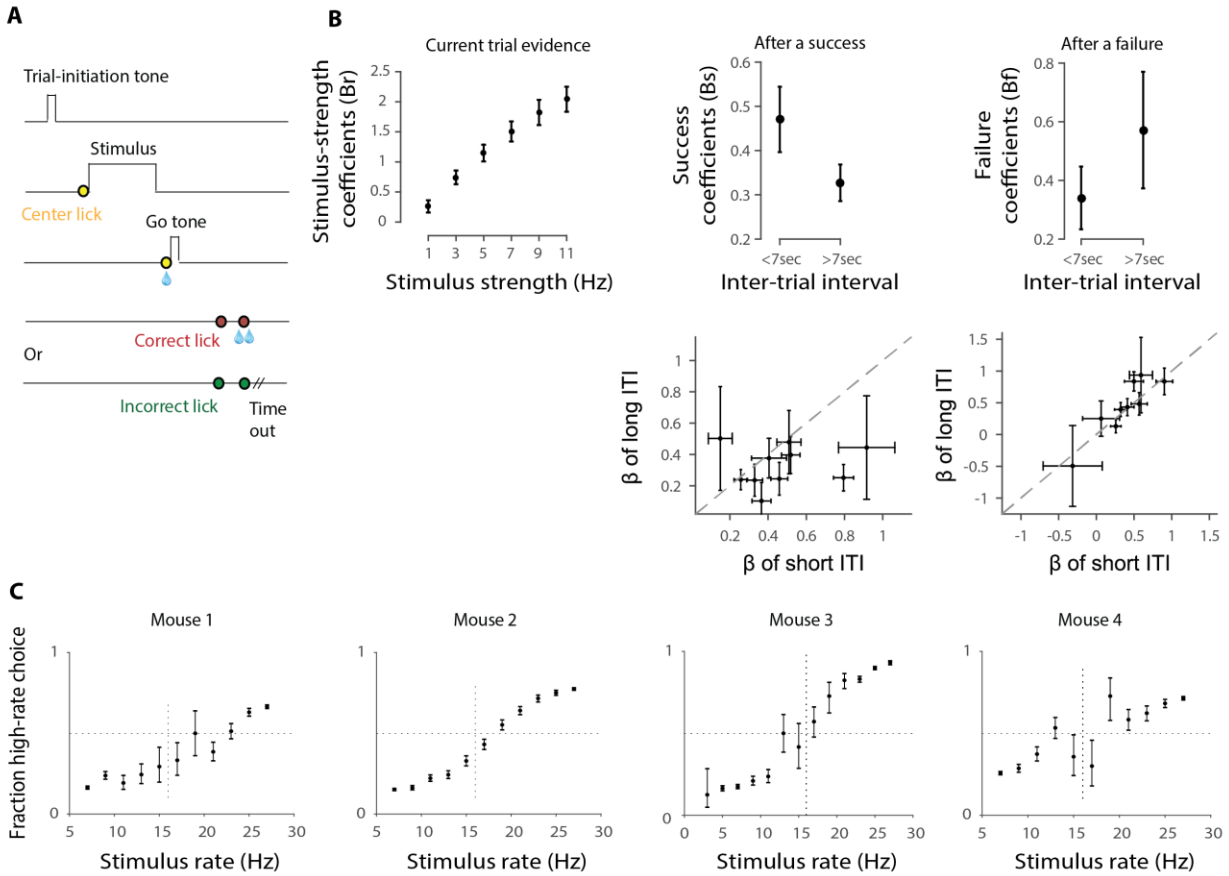 A
Trial-initiation tone
Stimulus
Center lick
Go tone
Correct lick
Or
Incorrect lick
Time
out
B
Current trial evidence
Stimulus-strength
coefficients (Br)
2.5
2
1.5
1
0.5
0
1 3 5 7 9 11
Stimulus strength (Hz)
After a success
Success
coefficients (Bs)
0.6
0.5
0.4
0.3
0.2
<7sec >7sec
Inter-trial interval
After a failure
Failure
coefficients (Bf)
0.8
0.6
0.4
0.2
<7sec >7sec
Inter-trial interval
β of long ITI
1
0.8
0.6
0.4
0.2
0.2 0.4 0.6 0.8 1
β of short ITI
β of long ITI
1.5
1
0.5
0
-0.5
-1
-1 -0.5 0 0.5 1 1.5
β of short ITI
C
Fraction high-rate choice
Mouse 1
1
0
5 10 15 20 25 30
Stimulus rate (Hz)
Mouse 2
1
0
5 10 15 20 25 30
Stimulus rate (Hz)
Mouse 3
1
0
0 5 10 15 20 25 30
Stimulus rate (Hz)
Mouse 4
1
0
5 10 15 20 25 30
Stimulus rate (Hz)